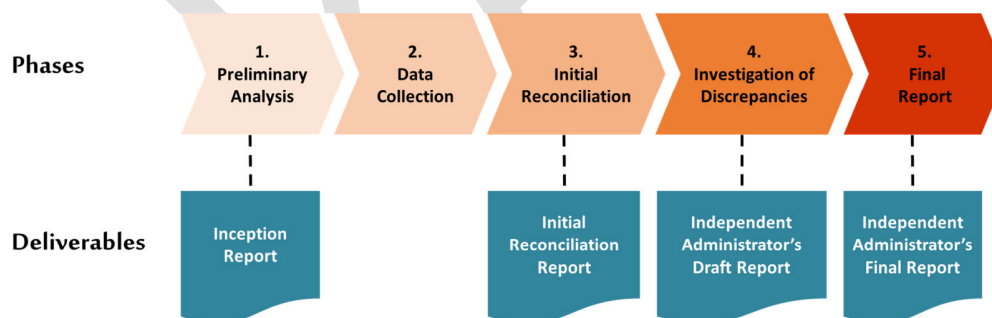 Phases
1.
Preliminary
Analysis
2.
Data
Collection
3.
Initial
Reconciliation
4.
Investigation of
Discrepancies
5.
Final
Report
Deliverables
Inception
Report
Initial
Reconciliation
Report
Independent
Administrator's
Draft Report
Independent
Administrator's
Final Report